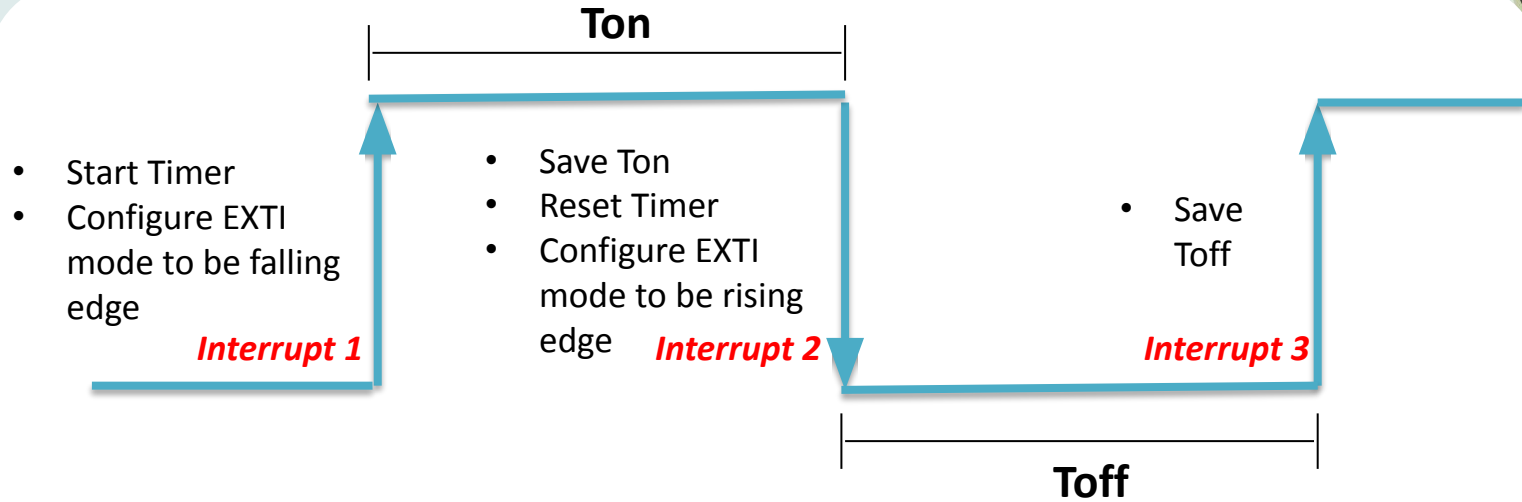 Ton
• Start Timer
• Configure EXTI
mode to be falling
edge
Interrupt 1
• Save Ton
• Reset Timer
• Configure EXTI
mode to be rising
edge
Interrupt 2
• Save
Toff
Interrupt 3
Toff